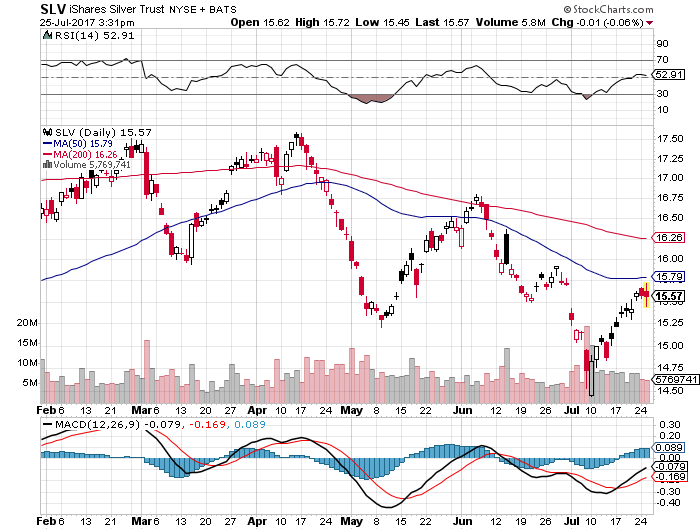 SLV iShares Silver Trust NYSE + BATS © StockCharts.com
25-Jul-2017 3:31pm Open 15.62 High 15.72 Low 15.45 Last 15.57 Volume 5.8M Chg -0.01 (-0.06%)
RSI(14) 52.91
90
70
52.91
30
10
SLV (Daily) 15.57
MA(50) 15.79
MA(200) 16.26
Volume 5,769,741
17.50
17.25
17.00
16.75
16.50
16.26
16.00
15.79
15.57
15.25
15.00
14.75
14.50
20M
15M
10M
5M
5769741
Feb 6 13 21 Mar 6 13 20 27 Apr 10 17 24 May 8 15 22 Jun 12 19 26 Jul 10 17 24
MACD(12,26,9) -0.079, -0.169, 0.089
0.30
0.20
0.089
0.00
-0.079
-0.169
-0.30
-0.40
Feb 6 13 21 Mar 6 13 20 27 Apr 10 17 24 May 8 15 22 Jun 12 19 26 Jul 10 17 24